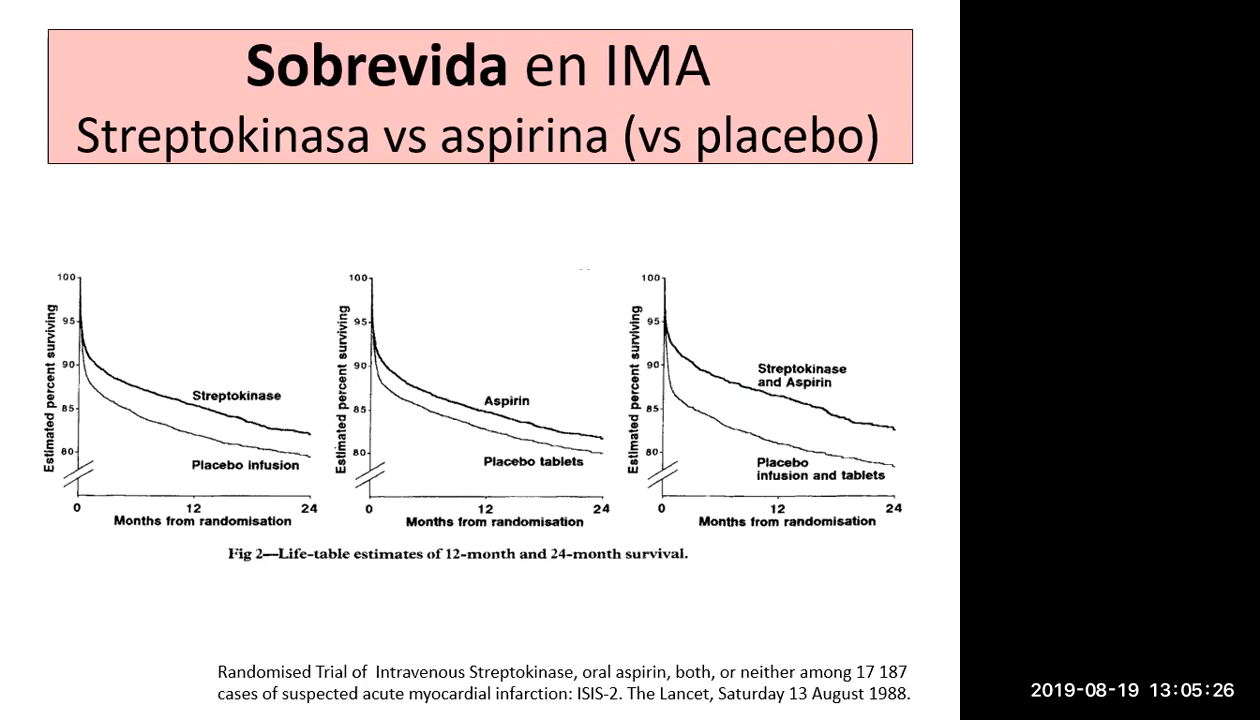 Sobrevida en IMA
Streptokinasa vs aspirina (vs placebo)
100
95
90
85
80
Estimated percent surviving
Streptokinase
Placebo infusion
0 12 24
Months from randomisation
100
95
90
85
80
Estimated percent surviving
Aspirin
Placebo tablets
0 12 24
Months from randomisation
100
95
90
85
80
Estimated percent surviving
Streptokinase
and Aspirin
Placebo
infusion and tablets
0 12 24
Months from randomisation
Fig 2—Life-table estimates of 12-month and 24-month survival.
Randomised Trial of Intravenous Streptokinase, oral aspirin, both, or neither among 17 187
cases of suspected acute myocardial infarction: ISIS-2. The Lancet, Saturday 13 August 1988.
2019-08-19 13:05:26